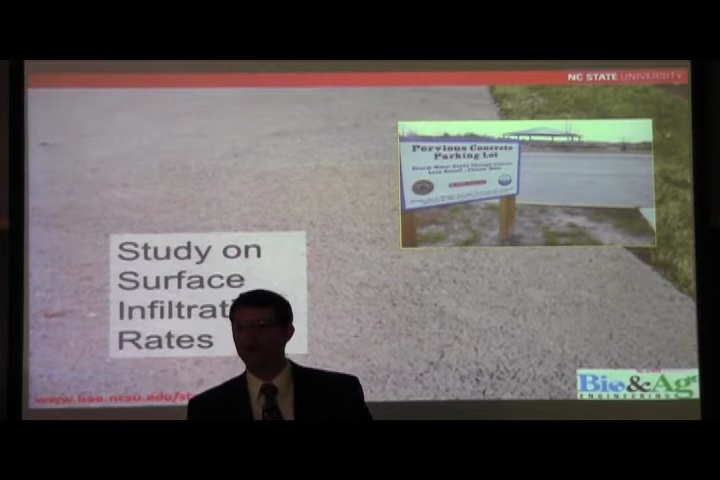 NC STATE UNIVERSITY
Pervious Concrete
Parking Lot
Study on
Surface
Infiltrati
Rates
www.bae.ncsu.edu/st
Bio&Ag
ENGINEERING